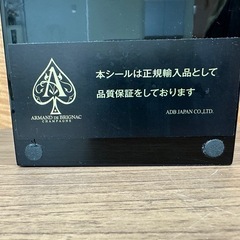 ARMAND DE BRIGNAC
CHAMPAGNE
本シールは正規輸入品として
品質保証をしております
ADB JAPAN CO.,LTD.